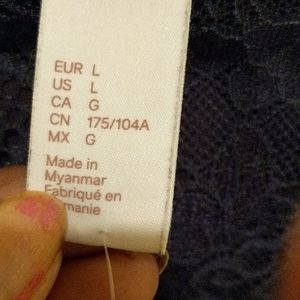 EUR L
US L
CA G
CN 175/104A
MX G
Made in
Myanmar
Fabriqué en